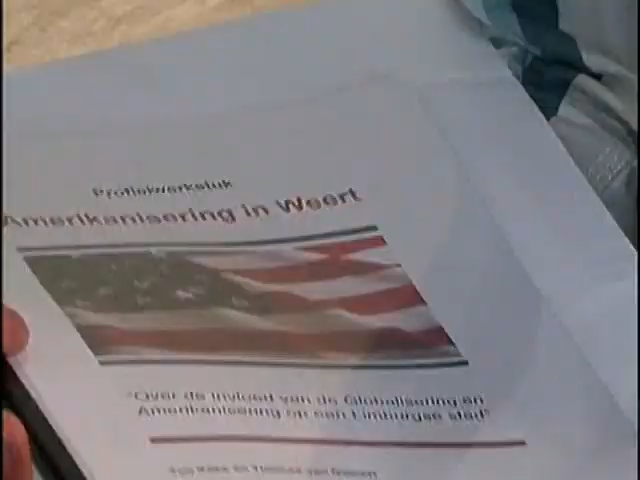 Profielwerkstuk
Amerikanisering in Weert
"Over de invloed van de Globalisering en
Amerikanisering op een Limburgse stad"